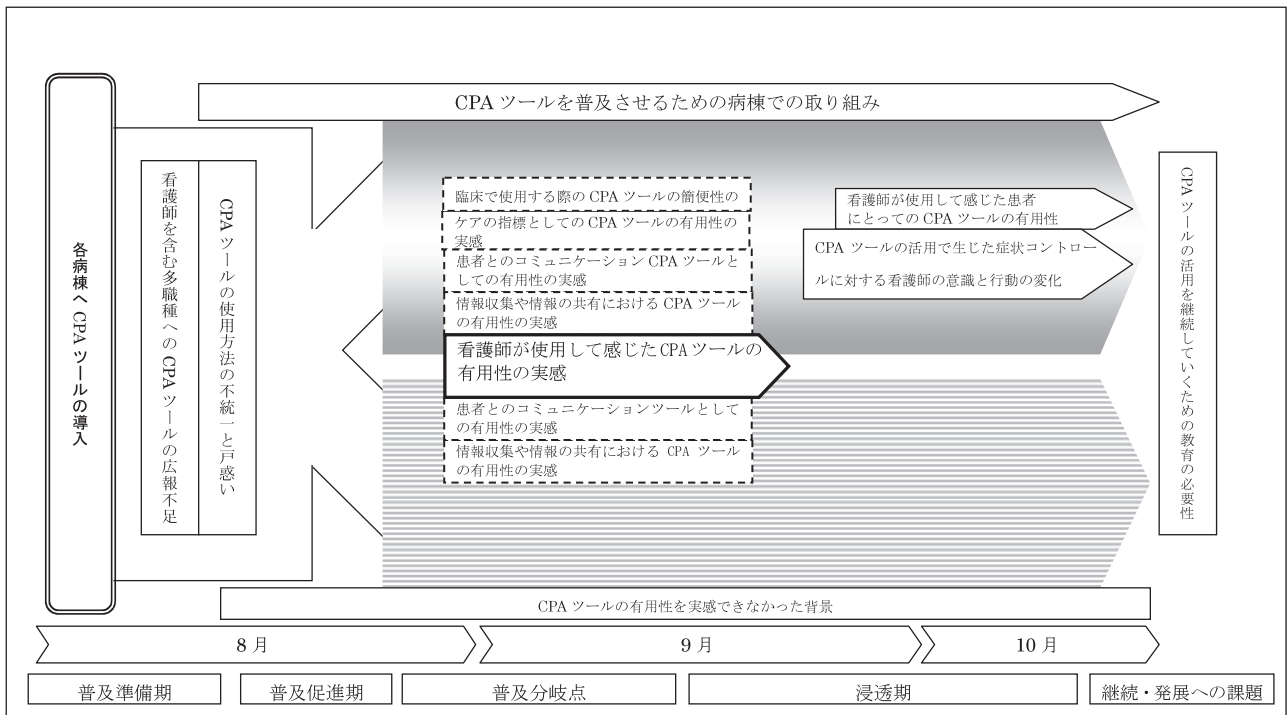 CPA ツールを普及させるための病棟での取り組み
各病棟へ CPA ツールの導入
看護師を含む多職種への CPA ツールの広報不足
CPA ツールの使用方法の不統一と戸惑い
臨床で使用する際の CPA ツールの簡便性の
ケアの指標としての CPA ツールの有用性の
実感
患者とのコミュニケーション CPA ツールと
しての有用性の実感
情報収集や情報の共有における CPA ツール
の有用性の実感
看護師が使用して感じた CPA ツールの
有用性の実感
患者とのコミュニケーションツールとして
の有用性の実感
情報収集や情報の共有における CPA ツール
の有用性の実感
看護師が使用して感じた患者
にとっての CPA ツールの有用性
CPA ツールの活用で生じた症状コントロー
ルに対する看護師の意識と行動の変化
CPA ツールの活用を継続していくための教育の必要性
CPA ツールの有用性を実感できなかった背景
8 月
9 月
10 月
普及準備期
普及促進期
普及分岐点
浸透期
継続・発展への課題